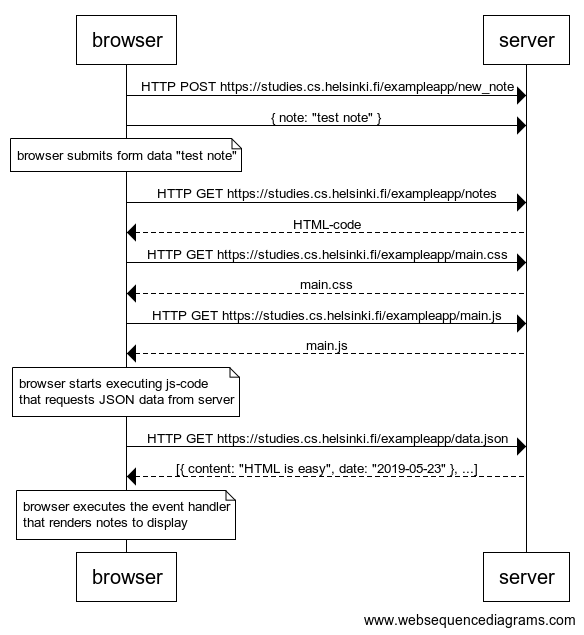 browser
server
HTTP POST https://studies.cs.helsinki.fi/exampleapp/new_note
{ note: "test note" }
browser submits form data "test note"
HTTP GET https://studies.cs.helsinki.fi/exampleapp/notes
HTML-code
HTTP GET https://studies.cs.helsinki.fi/exampleapp/main.css
main.css
HTTP GET https://studies.cs.helsinki.fi/exampleapp/main.js
main.js
browser starts executing js-code
that requests JSON data from server
HTTP GET https://studies.cs.helsinki.fi/exampleapp/data.json
[{ content: "HTML is easy", date: "2019-05-23" }, ...]
browser executes the event handler
that renders notes to display
browser
server
www.websequencediagrams.com